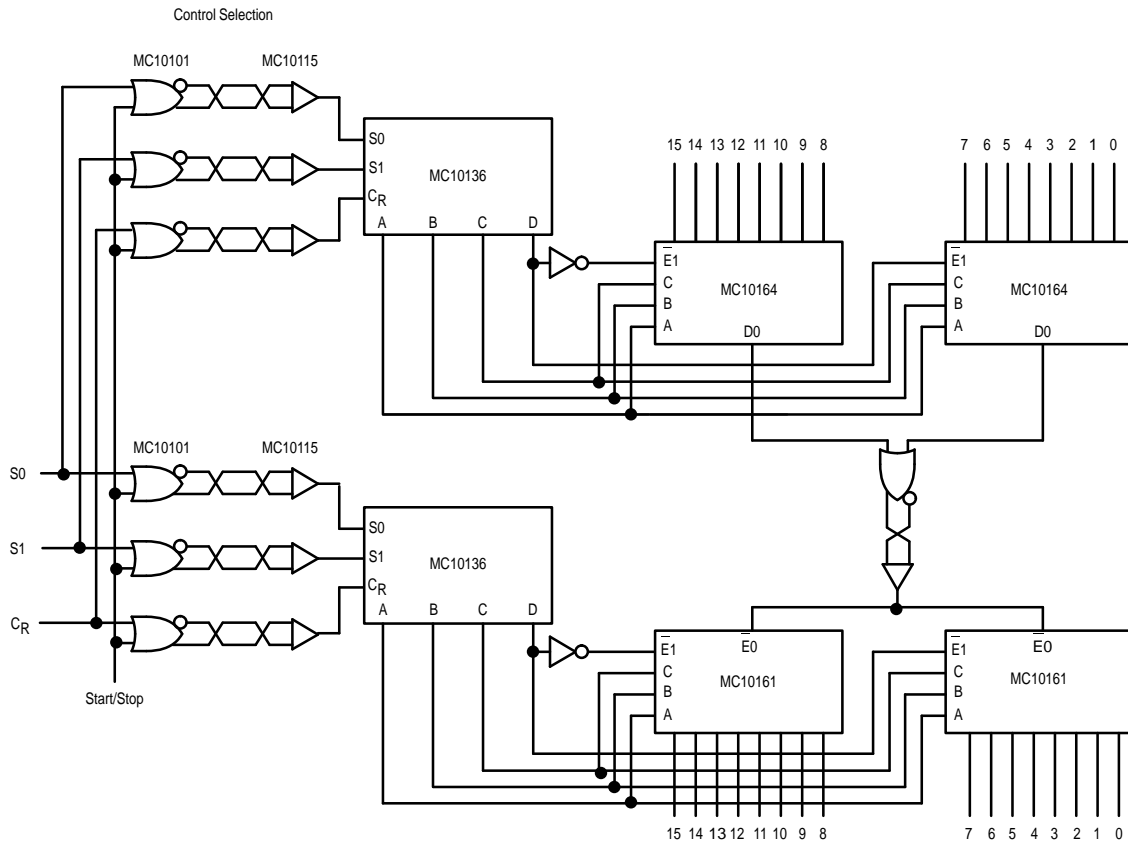 Control Selection
MC10101 MC10115
S0
S1
CR
MC10136
A B C D
15 14 13 12 11 10 9 8
E1
C
B
A
MC10164
D0
7 6 5 4 3 2 1 0
E1
C
B
A
MC10164
D0
MC10101 MC10115
S0
S1
CR
Start/Stop
S0
S1
CR
MC10136
A B C D
E1
C
B
A
E0
MC10161
15 14 13 12 11 10 9 8
E1
C
B
A
E0
MC10161
7 6 5 4 3 2 1 0